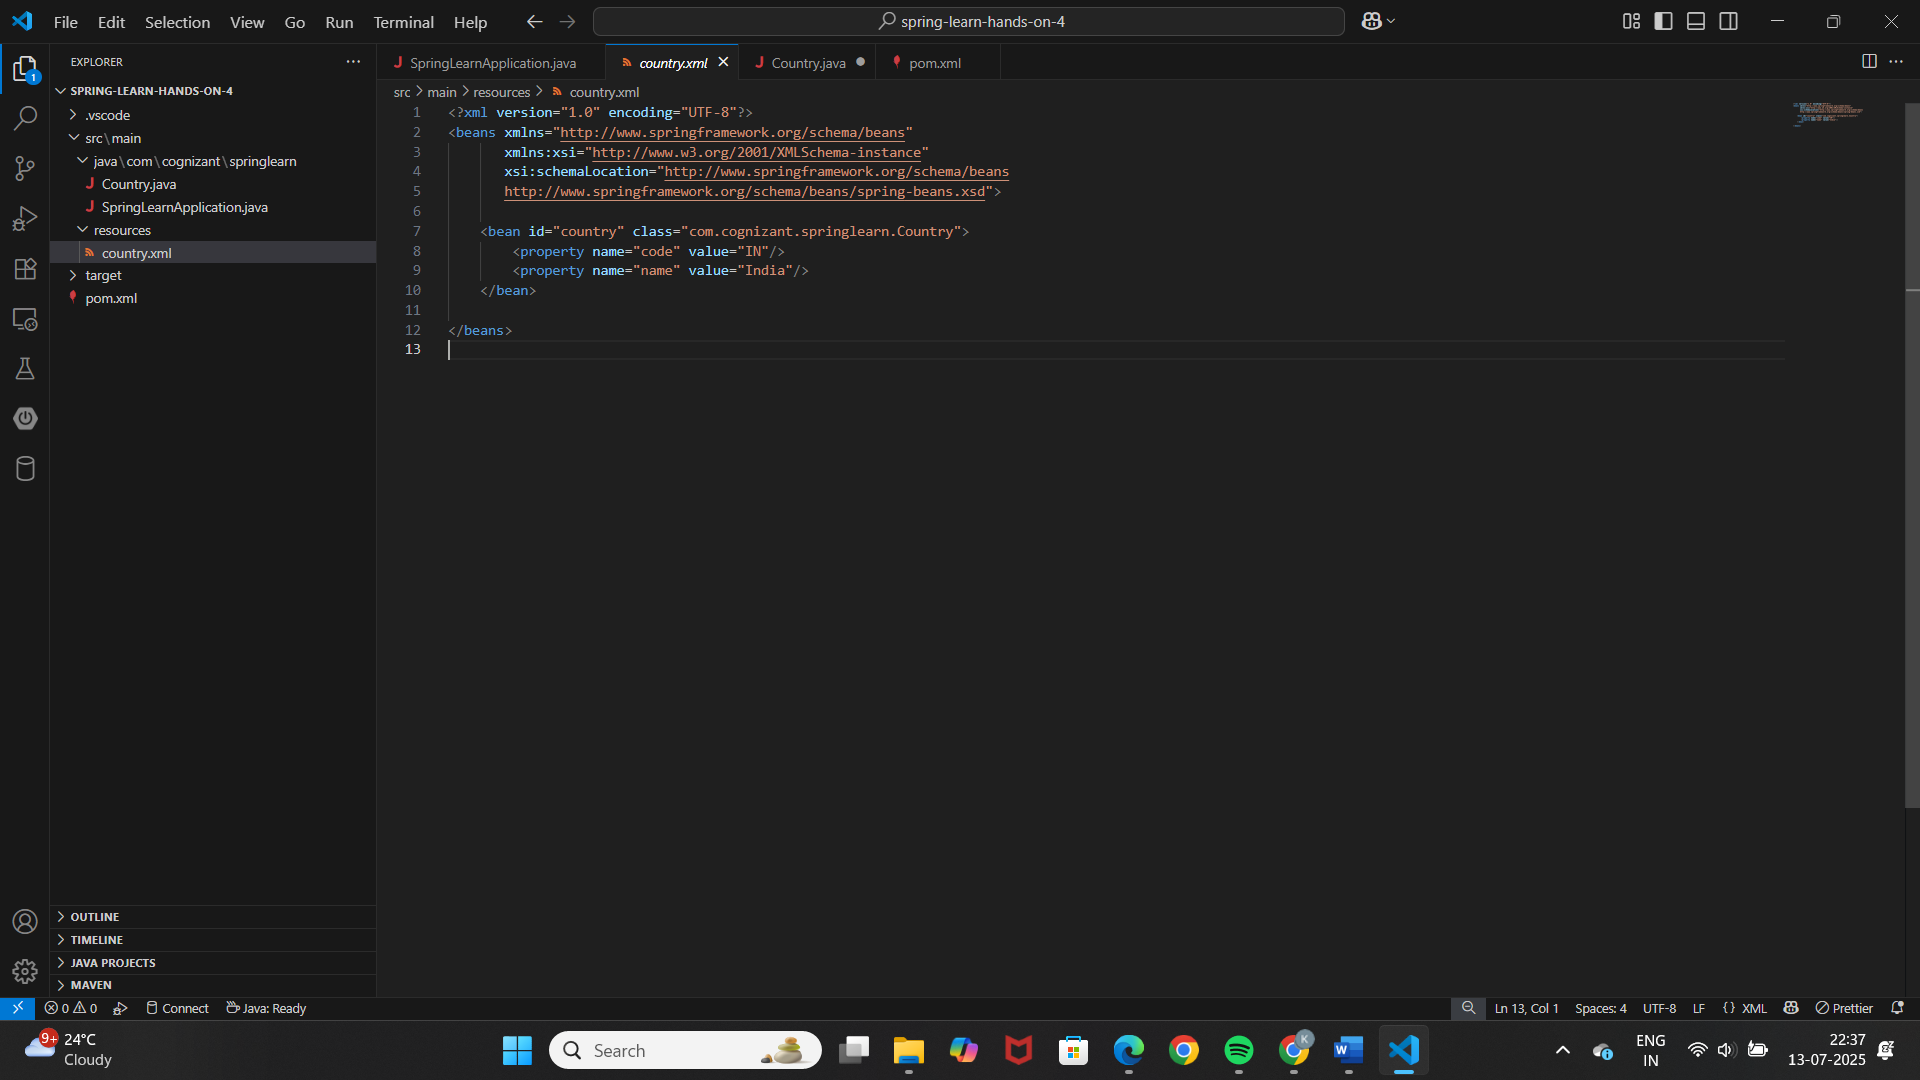 File Edit Selection View Go Run Terminal Help
spring-learn-hands-on-4
EXPLORER
SPRING-LEARN-HANDS-ON-4
.vscode
src\main
java\com\cognizant\springlearn
Country.java
SpringLearnApplication.java
resources
country.xml
target
pom.xml
OUTLINE
TIMELINE
JAVA PROJECTS
MAVEN
SpringLearnApplication.java country.xml Country.java pom.xml
src > main > resources > country.xml
1 <?xml version="1.0" encoding="UTF-8"?>
2 <beans xmlns="http://www.springframework.org/schema/beans"
3 xmlns:xsi="http://www.w3.org/2001/XMLSchema-instance"
4 xsi:schemaLocation="http://www.springframework.org/schema/beans
5 http://www.springframework.org/schema/beans/spring-beans.xsd">
6
7 <bean id="country" class="com.cognizant.springlearn.Country">
8 <property name="code" value="IN"/>
9 <property name="name" value="India"/>
10 </bean>
11
12 </beans>
13
1
0 0 Connect Java: Ready
Ln 13, Col 1 Spaces: 4 UTF-8 LF {} XML Prettier
9+ 24°C
Cloudy
Search
K
W
ENG
IN
22:37
13-07-2025